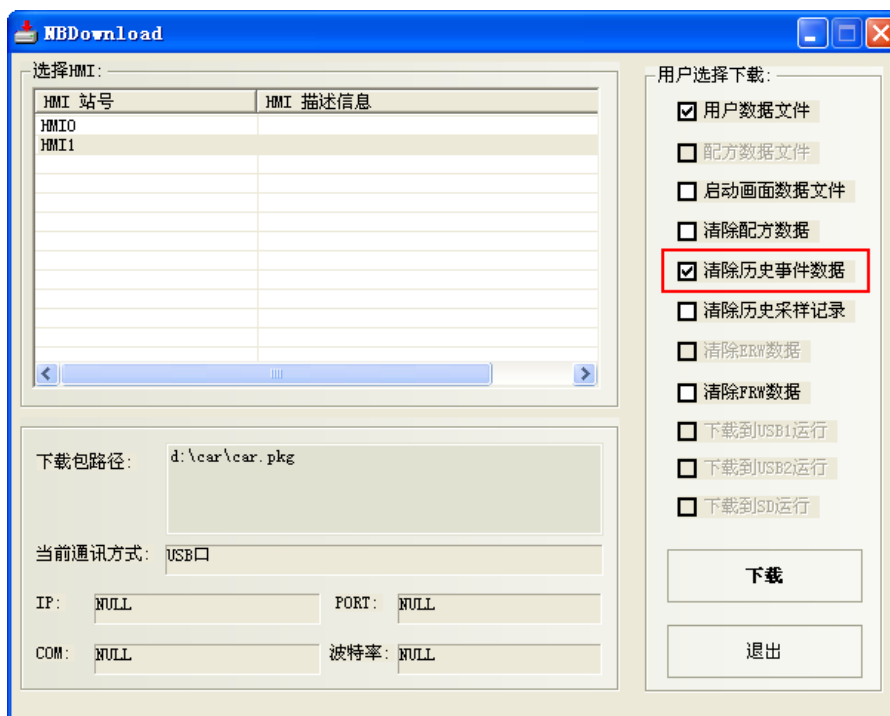 NBDownload
选择HMI:
HMI 站号 HMI 描述信息
HMI0
HMI1
下载包路径: d:\car\car.pkg
当前通讯方式: USB口
IP: NULL PORT: NULL
COM: NULL 波特率: NULL
用户选择下载:
用户数据文件
配方数据文件
启动画面数据文件
清除配方数据
清除历史事件数据
清除历史采样记录
清除ERW数据
清除FRW数据
下载到USB1运行
下载到USB2运行
下载到SD运行
下载
退出